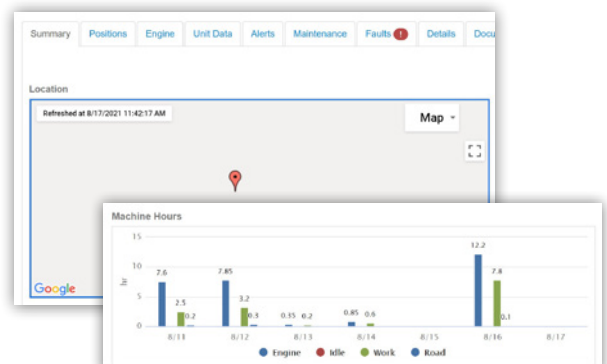 Summary Positions Engine Unit Data Alerts Maintenance Faults ! Details Docu
Location
Refreshed at 8/17/2021 11:42:17 AM
Map
Google
Machine Hours
15
10
5
0
hr
7.6 2.5 0.2
7.85 3.2 0.3
0.35 0.2
0.85 0.6
12.2 7.8 0.1
8/11 8/12 8/13 8/14 8/15 8/16 8/17
Engine Idle Work Road